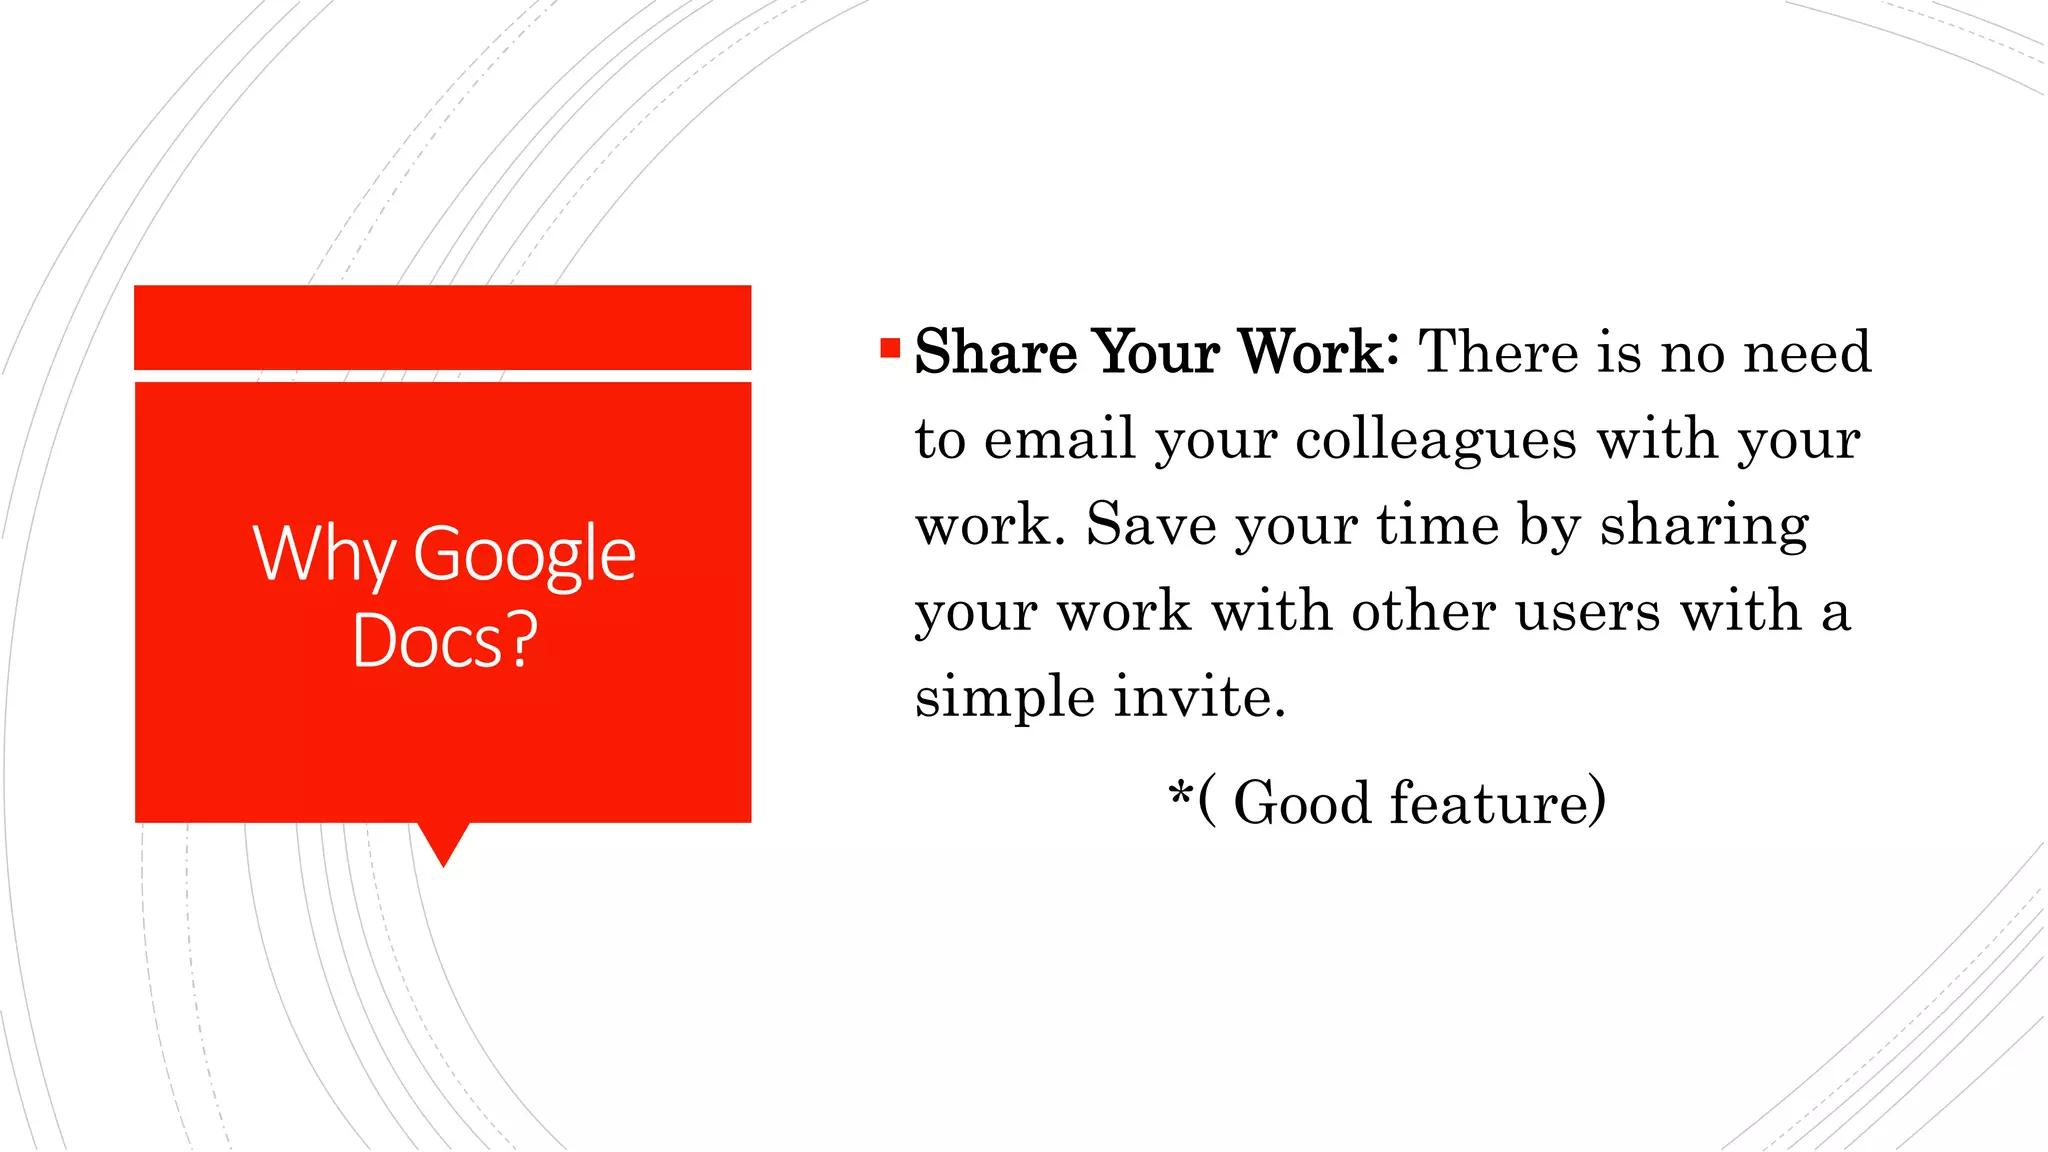 Why Google
Docs?
Share Your Work: There is no need
to email your colleagues with your
work. Save your time by sharing
your work with other users with a
simple invite.
*( Good feature)